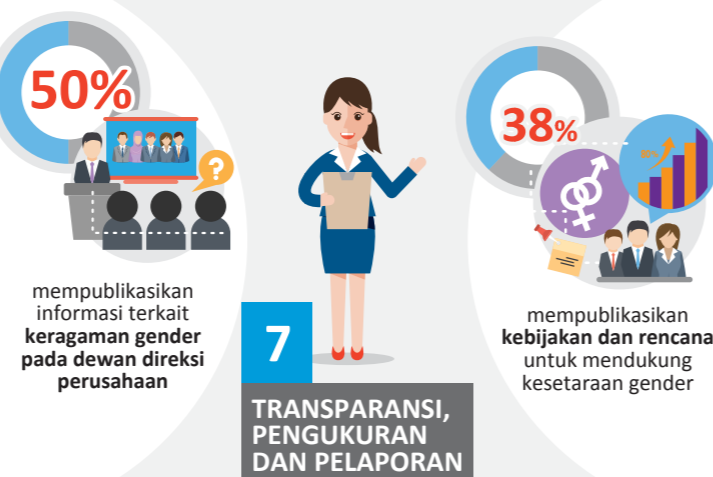 50%
mempublikasikan
informasi terkait
keragaman gender
pada dewan direksi
perusahaan
?
38%
mempublikasikan
kebijakan dan rencana
untuk mendukung
kesetaraan gender
7
TRANSPARANSI,
PENGUKURAN
DAN PELAPORAN